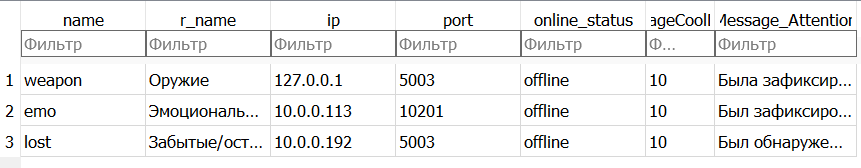 name r_name ip port online_status ageCooll Message_Attention
Фильтр Фильтр Фильтр Фильтр Фильтр Ф... Фильтр
1 weapon Оружие 127.0.0.1 5003 offline 10 Была зафиксир...
2 emo Эмоциональ... 10.0.0.113 10201 offline 10 Был зафиксиро...
3 lost Забытые/ост... 10.0.0.192 5003 offline 10 Был обнаруже...